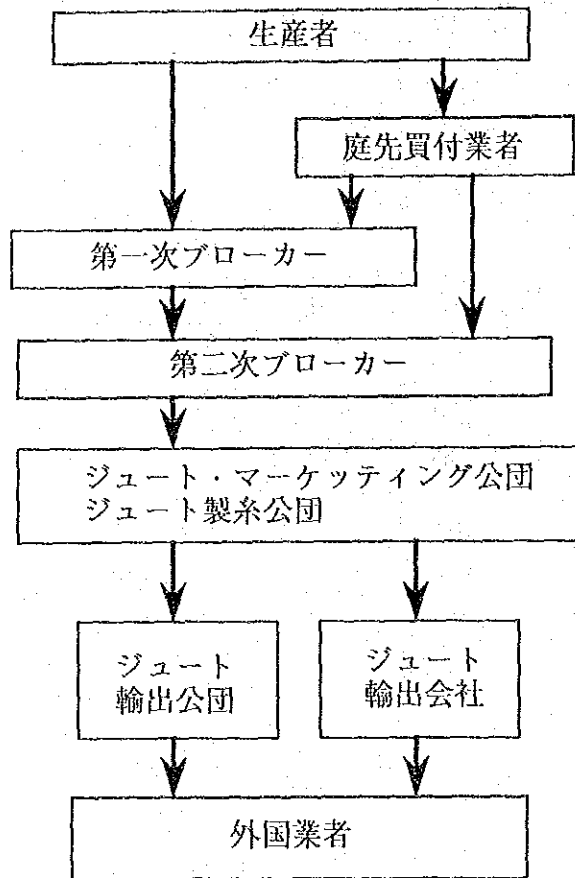 生産者
庭先買付業者
第一次ブローカー
第二次ブローカー
ジュート・マーケッティング公団
ジュート製糸公団
ジュート
輸出公団
ジュート
輸出会社
外国業者